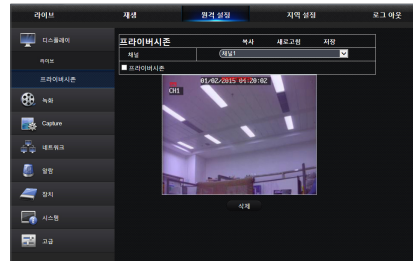 라이브 재생 원격 설정 지역 설정 로그 아웃
디스플레이
라이브
프라이버시존
녹화
Capture
네트워크
알람
장치
시스템
고급
프라이버시존 복사 새로고침 저장
채널 채널1
프라이버시존
01/02/2015 04:20:02
CH1
삭제